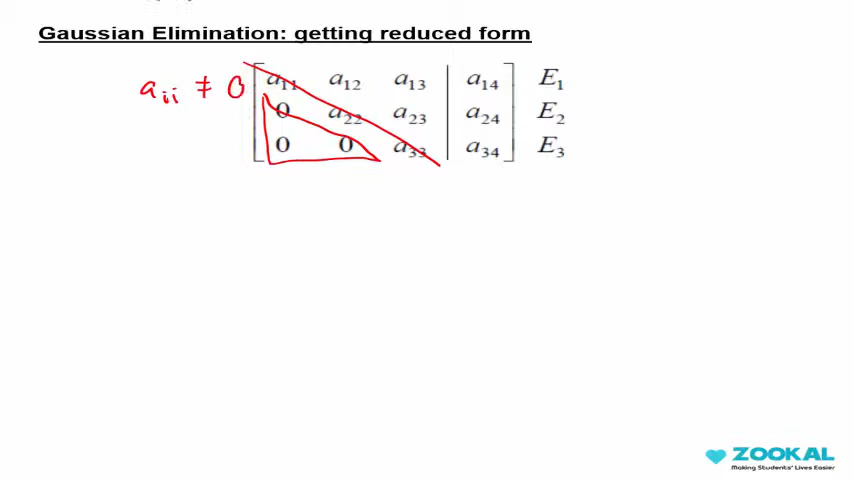 Gaussian Elimination: getting reduced form
aᵢᵢ ≠ 0 [ a₁₁ a₁₂ a₁₃ | a₁₄ ] E₁
[ 0 a₂₂ a₂₃ | a₂₄ ] E₂
[ 0 0 a₃₃ | a₃₄ ] E₃
ZOOKAL
Making Students' Lives Easier